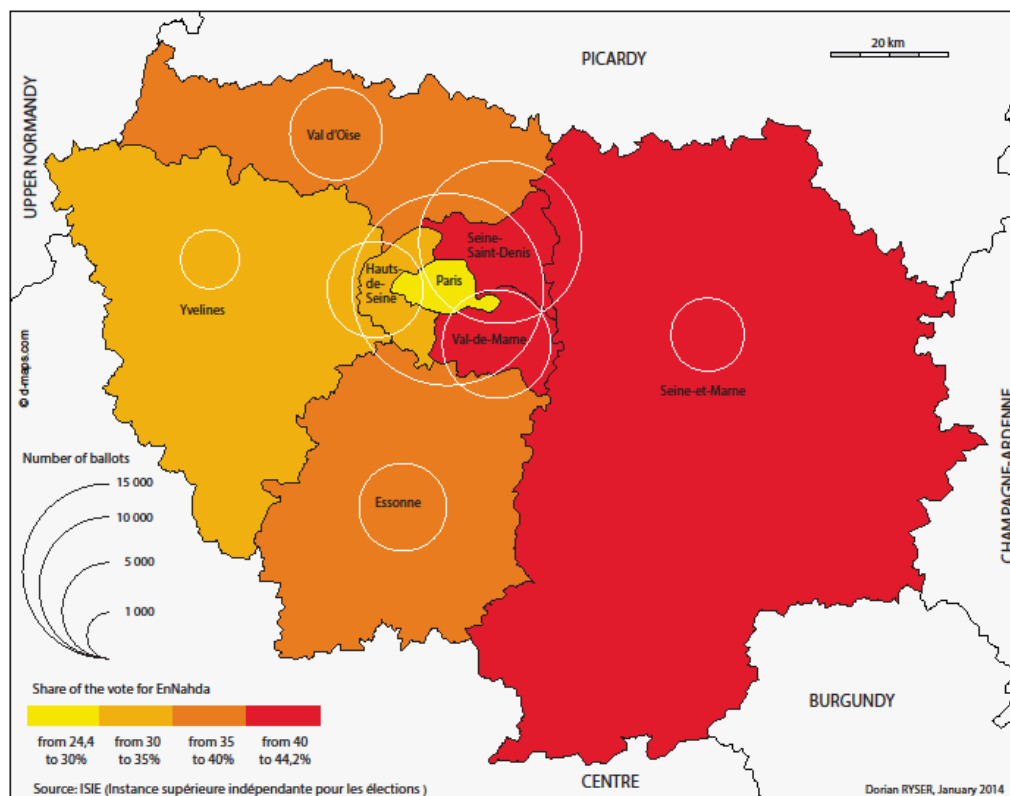 20 km
PICARDY
UPPER NORMANDY
Val d'Oise
Seine-
Saint-Denis
Hauts-
de-
Seine
Paris
Yvelines
Val-de-Marne
Seine-et-Marne
© d-maps.com
CHAMPAGNE-ARDENNE
Number of ballots
15 000
10 000
5 000
1 000
Essonne
Share of the vote for EnNahda
from 24,4
to 30%
from 30
to 35%
from 35
to 40%
from 40
to 44,2%
BURGUNDY
CENTRE
Source: ISIE (Instance supérieure indépendante pour les élections )
Dorian RYSER, January 2014